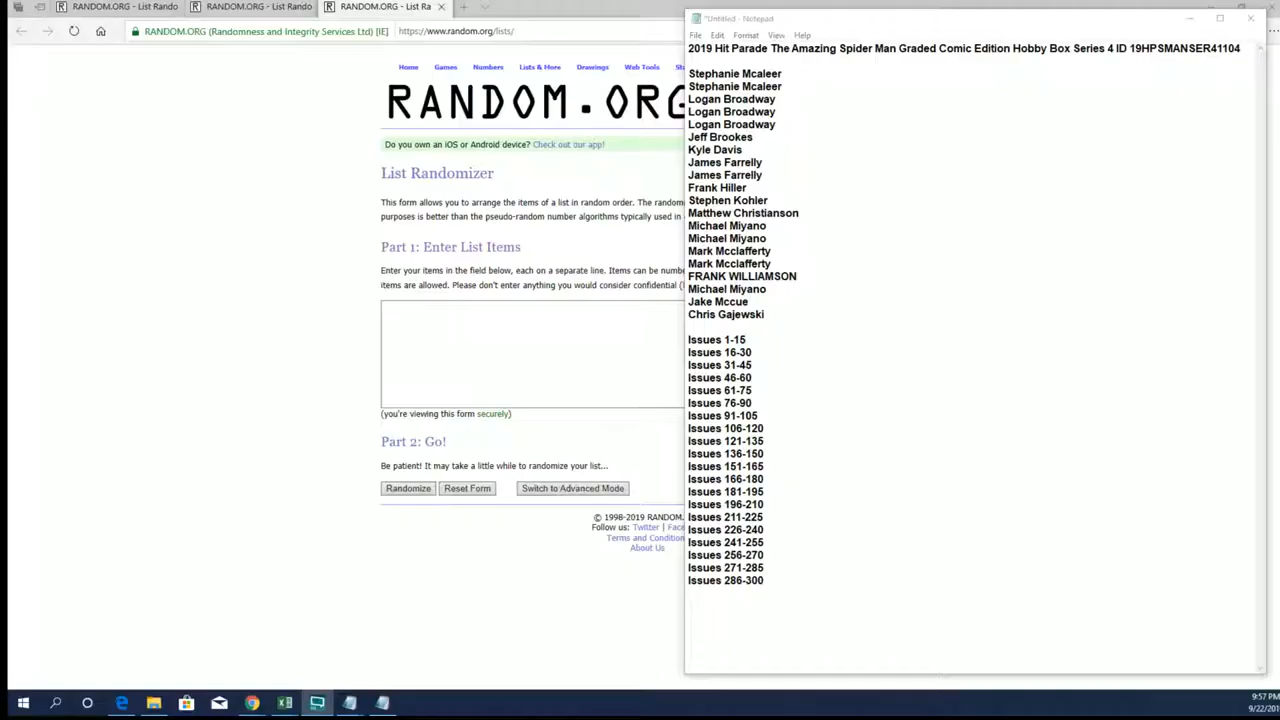 RANDOM.ORG - List Rando
RANDOM.ORG - List Rando
RANDOM.ORG - List Ra
RANDOM.ORG (Randomness and Integrity Services Ltd) [IE]
https://www.random.org/lists/
Home Games Numbers Lists & More Drawings Web Tools
RANDOM.ORG
Do you own an iOS or Android device? Check out our app!
List Randomizer
This form allows you to arrange the items of a list in random order. The random
purposes is better than the pseudo-random number algorithms typically used in
Part 1: Enter List Items
Enter your items in the field below, each on a separate line. Items can be numb
items are allowed. Please don't enter anything you would consider confidential
(you're viewing this form securely)
Part 2: Go!
Be patient! It may take a little while to randomize your list...
Randomize Reset Form Switch to Advanced Mode
© 1998-2019 RANDOM.
Follow us: Twitter | Face
Terms and Condition
About Us
*Untitled - Notepad
File Edit Format View Help
2019 Hit Parade The Amazing Spider Man Graded Comic Edition Hobby Box Series 4 ID 19HPSMANSER41104
Stephanie Mcaleer
Stephanie Mcaleer
Logan Broadway
Logan Broadway
Logan Broadway
Jeff Brookes
Kyle Davis
James Farrelly
James Farrelly
Frank Hiller
Stephen Kohler
Matthew Christianson
Michael Miyano
Michael Miyano
Mark Mcclafferty
Mark Mcclafferty
FRANK WILLIAMSON
Michael Miyano
Jake Mccue
Chris Gajewski
Issues 1-15
Issues 16-30
Issues 31-45
Issues 46-60
Issues 61-75
Issues 76-90
Issues 91-105
Issues 106-120
Issues 121-135
Issues 136-150
Issues 151-165
Issues 166-180
Issues 181-195
Issues 196-210
Issues 211-225
Issues 226-240
Issues 241-255
Issues 256-270
Issues 271-285
Issues 286-300
9:57 PM
9/22/201